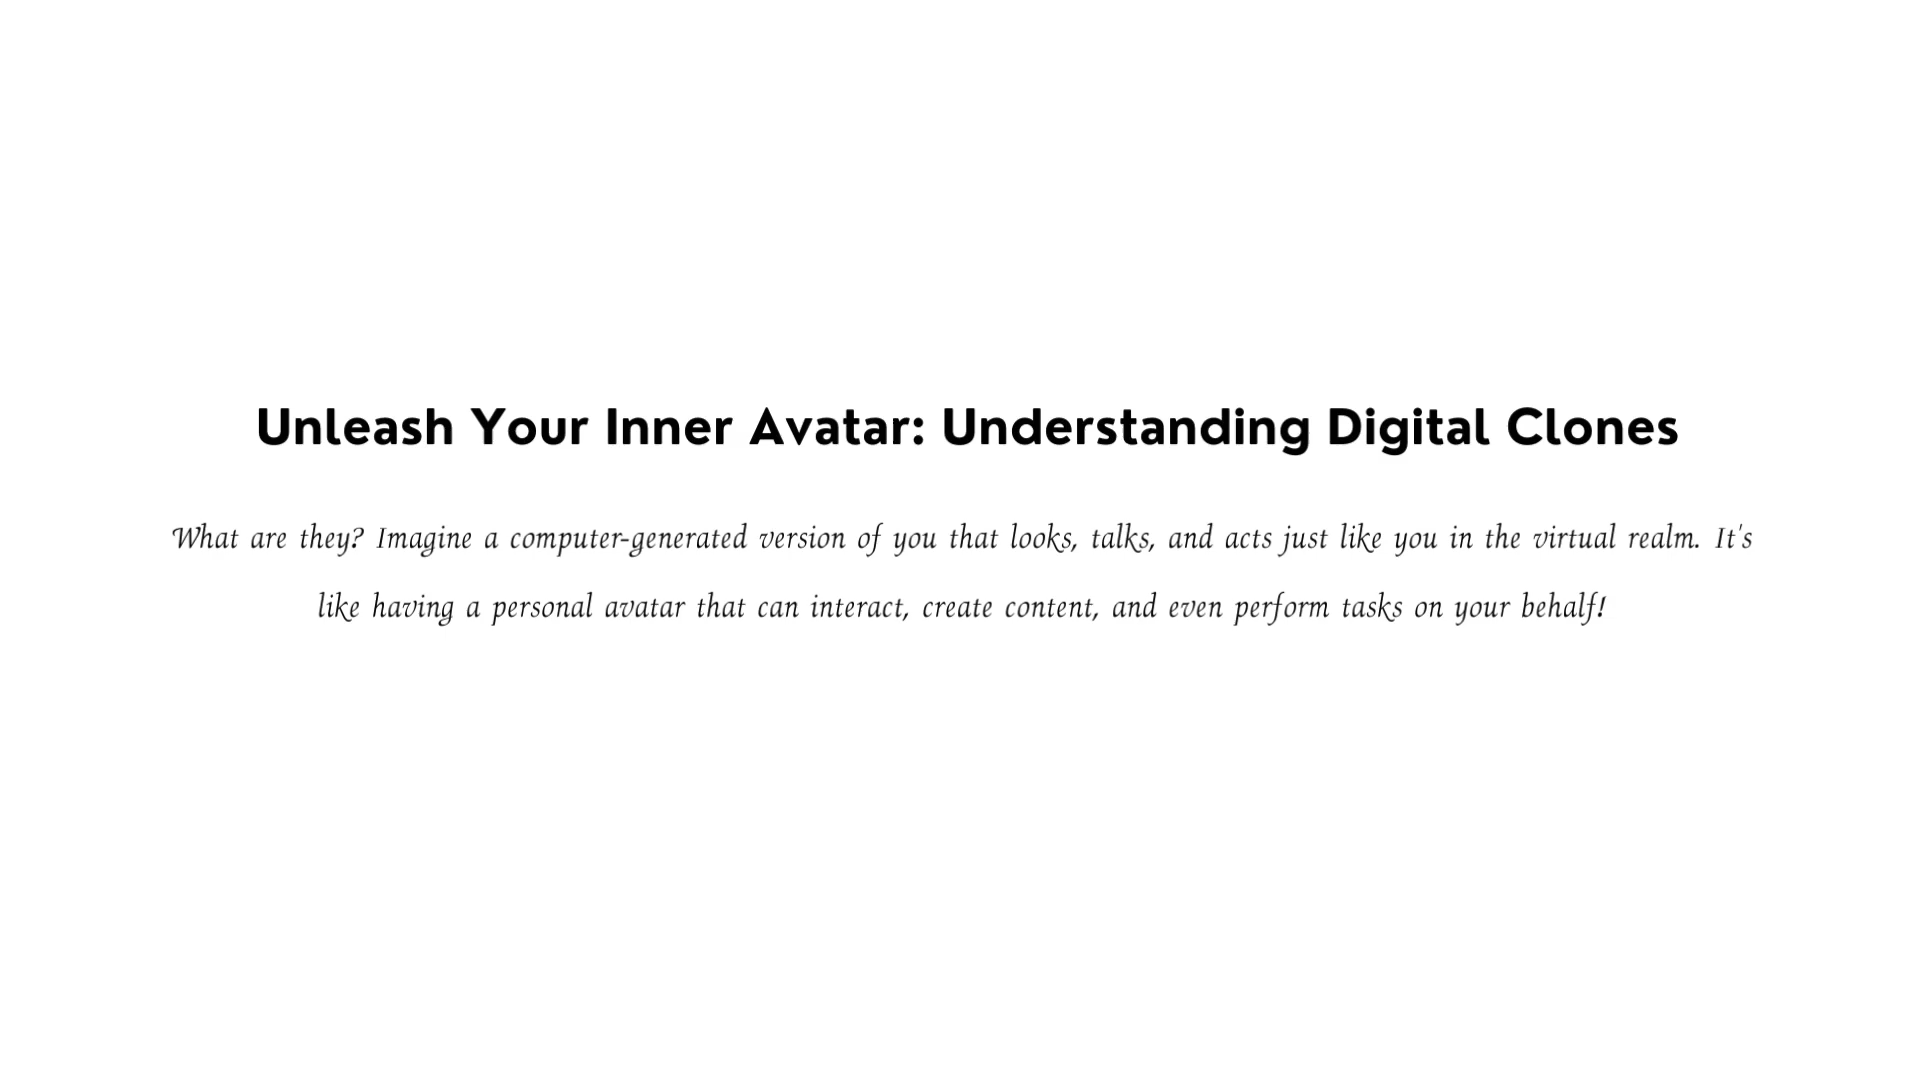 Unleash Your Inner Avatar: Understanding Digital Clones
What are they? Imagine a computer-generated version of you that looks, talks, and acts just like you in the virtual realm. It's
like having a personal avatar that can interact, create content, and even perform tasks on your behalf!